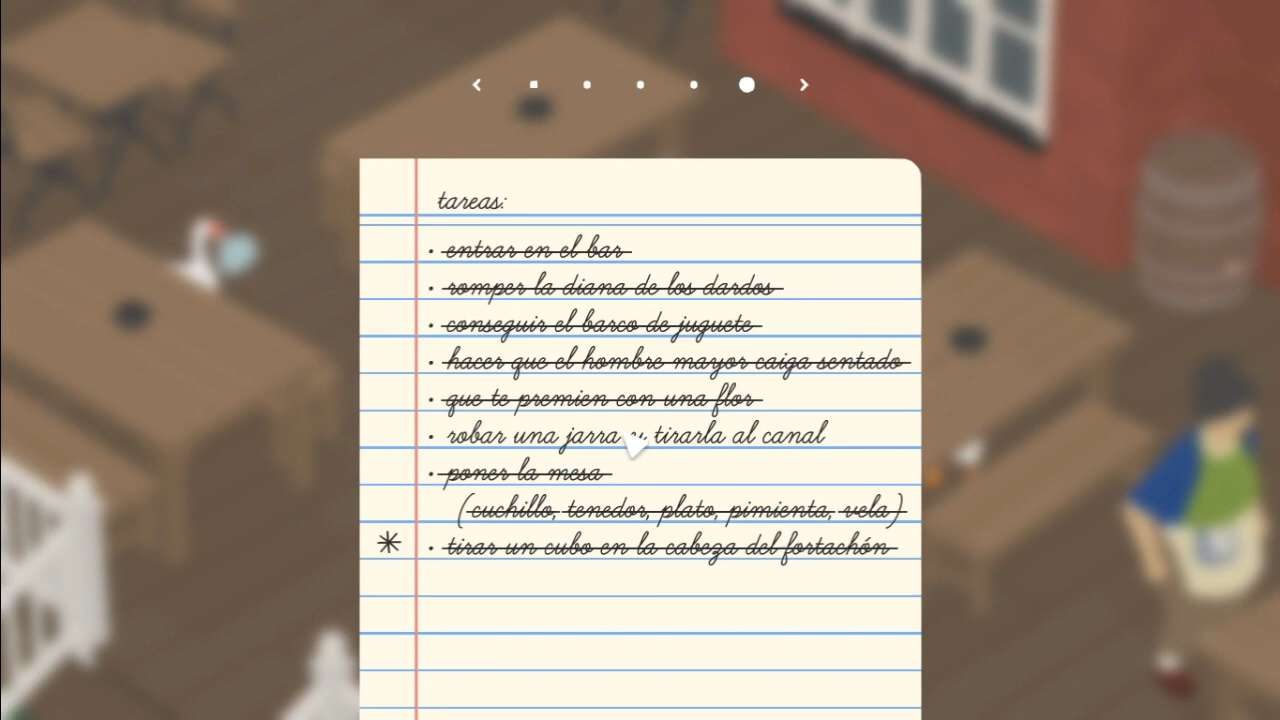 tareas:
· entrar en el bar
· romper la diana de los dardos
· conseguir el barco de juguete
· hacer que el hombre mayor caiga sentado
· que te premien con una flor
· robar una jarra y tirarla al canal
· poner la mesa
(cuchillo, tenedor, plato, pimienta, vela)
· tirar un cubo en la cabeza del fortachón